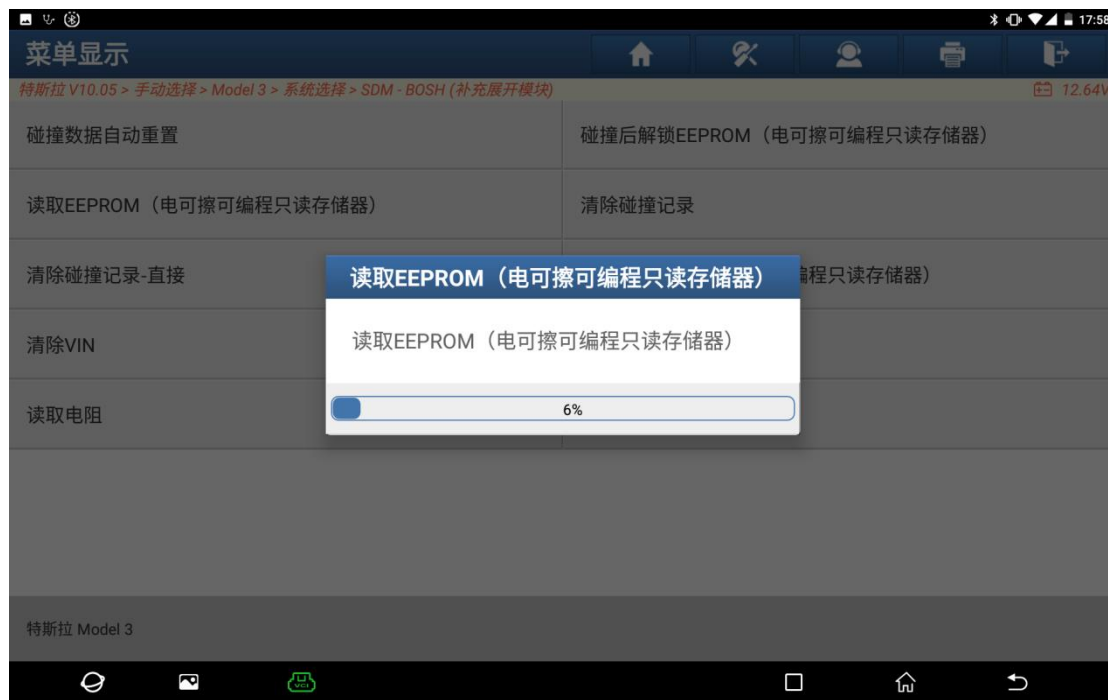 17:58
菜单显示
特斯拉 V10.05 > 手动选择 > Model 3 > 系统选择 > SDM - BOSH (补充展开模块)
12.64V
碰撞数据自动重置
碰撞后解锁EEPROM（电可擦可编程只读存储器）
读取EEPROM（电可擦可编程只读存储器）
清除碰撞记录
清除碰撞记录-直接
程只读存储器）
读取EEPROM（电可擦可编程只读存储器）
读取EEPROM（电可擦可编程只读存储器）
6%
清除VIN
读取电阻
特斯拉 Model 3
VCI